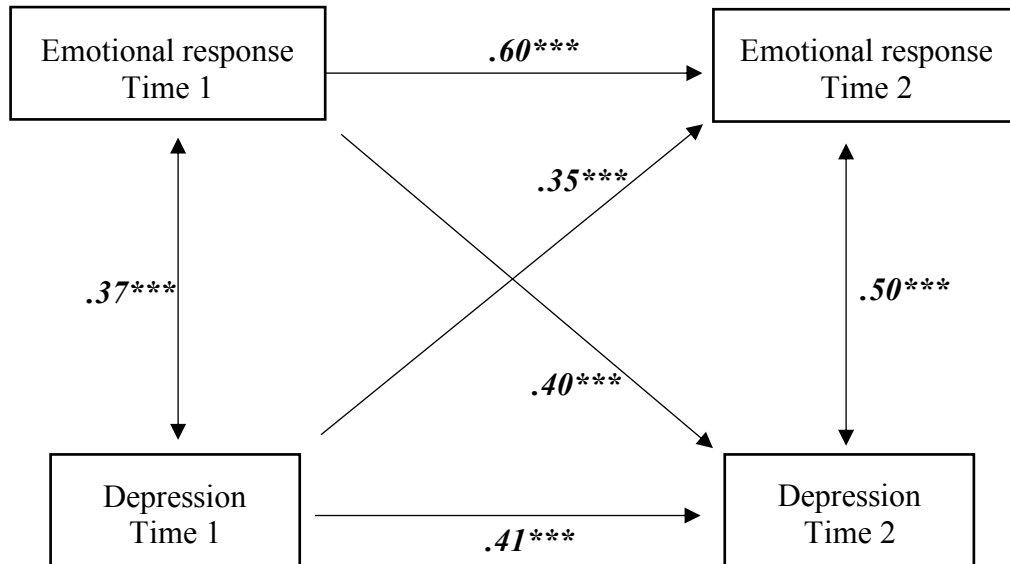 Emotional response
Time 1
.60***
Emotional response
Time 2
.35***
.37***
.50***
.40***
Depression
Time 1
.41***
Depression
Time 2